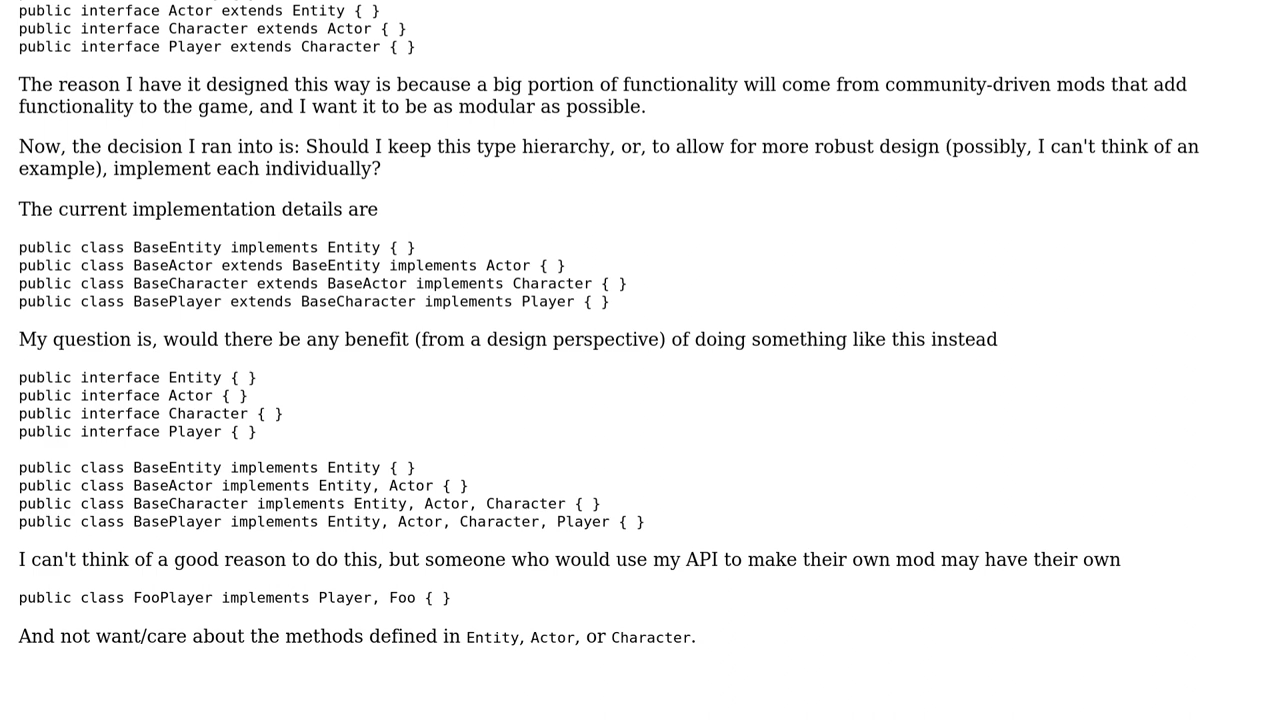 public interface Actor extends Entity { }
public interface Character extends Actor { }
public interface Player extends Character { }
The reason I have it designed this way is because a big portion of functionality will come from community-driven mods that add
functionality to the game, and I want it to be as modular as possible.
Now, the decision I ran into is: Should I keep this type hierarchy, or, to allow for more robust design (possibly, I can't think of an
example), implement each individually?
The current implementation details are
public class BaseEntity implements Entity { }
public class BaseActor extends BaseEntity implements Actor { }
public class BaseCharacter extends BaseActor implements Character { }
public class BasePlayer extends BaseCharacter implements Player { }
My question is, would there be any benefit (from a design perspective) of doing something like this instead
public interface Entity { }
public interface Actor { }
public interface Character { }
public interface Player { }
public class BaseEntity implements Entity { }
public class BaseActor implements Entity, Actor { }
public class BaseCharacter implements Entity, Actor, Character { }
public class BasePlayer implements Entity, Actor, Character, Player { }
I can't think of a good reason to do this, but someone who would use my API to make their own mod may have their own
public class FooPlayer implements Player, Foo { }
And not want/care about the methods defined in Entity, Actor, or Character.